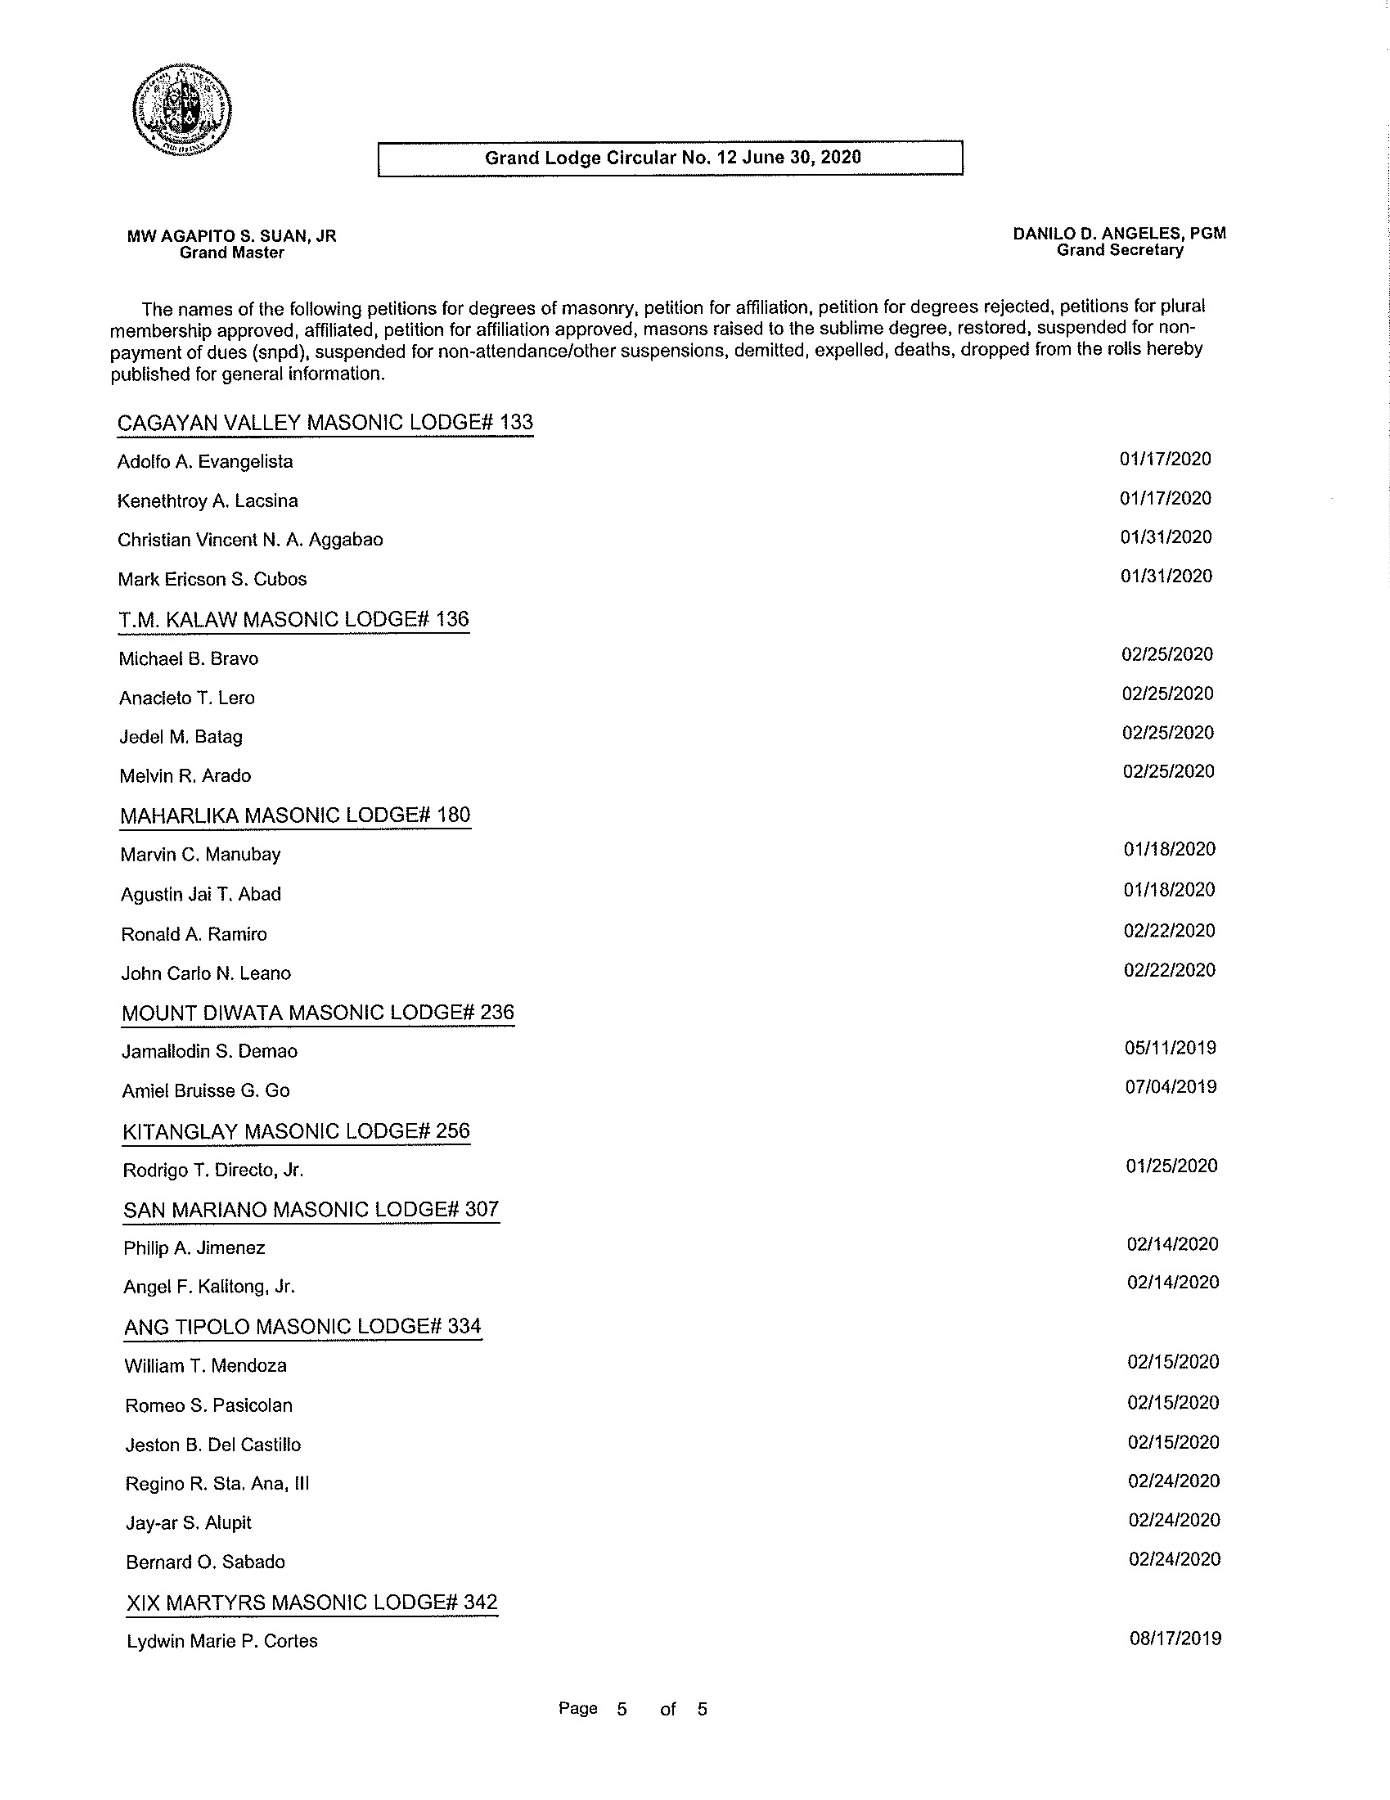 Grand Lodge Circular No. 12 June 30, 2020
MW AGAPITO S. SUAN, JR
Grand Master
DANILO D. ANGELES, PGM
Grand Secretary
The names of the following petitions for degrees of masonry, petition for affiliation, petition for degrees rejected, petitions for plural
membership approved, affiliated, petition for affiliation approved, masons raised to the sublime degree, restored, suspended for non-
payment of dues (snpd), suspended for non-attendance/other suspensions, demitted, expelled, deaths, dropped from the rolls hereby
published for general information.
CAGAYAN VALLEY MASONIC LODGE# 133
Adolfo A. Evangelista 01/17/2020
Kenethtroy A. Lacsina 01/17/2020
Christian Vincent N. A. Aggabao 01/31/2020
Mark Ericson S. Cubos 01/31/2020
T.M. KALAW MASONIC LODGE# 136
Michael B. Bravo 02/25/2020
Anacleto T. Lero 02/25/2020
Jedel M. Batag 02/25/2020
Melvin R. Arado 02/25/2020
MAHARLIKA MASONIC LODGE# 180
Marvin C. Manubay 01/18/2020
Agustin Jai T. Abad 01/18/2020
Ronald A. Ramiro 02/22/2020
John Carlo N. Leano 02/22/2020
MOUNT DIWATA MASONIC LODGE# 236
Jamallodin S. Demao 05/11/2019
Amiel Bruisse G. Go 07/04/2019
KITANGLAY MASONIC LODGE# 256
Rodrigo T. Directo, Jr. 01/25/2020
SAN MARIANO MASONIC LODGE# 307
Philip A. Jimenez 02/14/2020
Angel F. Kalitong, Jr. 02/14/2020
ANG TIPOLO MASONIC LODGE# 334
William T. Mendoza 02/15/2020
Romeo S. Pasicolan 02/15/2020
Jeston B. Del Castillo 02/15/2020
Regino R. Sta. Ana, III 02/24/2020
Jay-ar S. Alupit 02/24/2020
Bernard O. Sabado 02/24/2020
XIX MARTYRS MASONIC LODGE# 342
Lydwin Marie P. Cortes 08/17/2019
Page 5 of 5